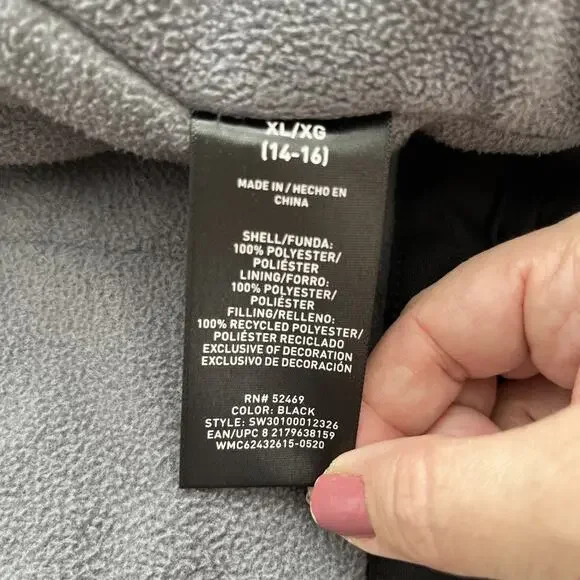 XL/XG
(14-16)
MADE IN / HECHO EN
CHINA
SHELL/FUNDA:
100% POLYESTER/
POLIÉSTER
LINING/FORRO:
100% POLYESTER/
POLIÉSTER
FILLING/RELLENO:
100% RECYCLED POLYESTER/
POLIÉSTER RECICLADO
EXCLUSIVE OF DECORATION
EXCLUSIVO DE DECORACIÓN
RN# 52469
COLOR: BLACK
STYLE: SW30100012326
EAN/UPC 8 2179638159
WMC62432615-0520